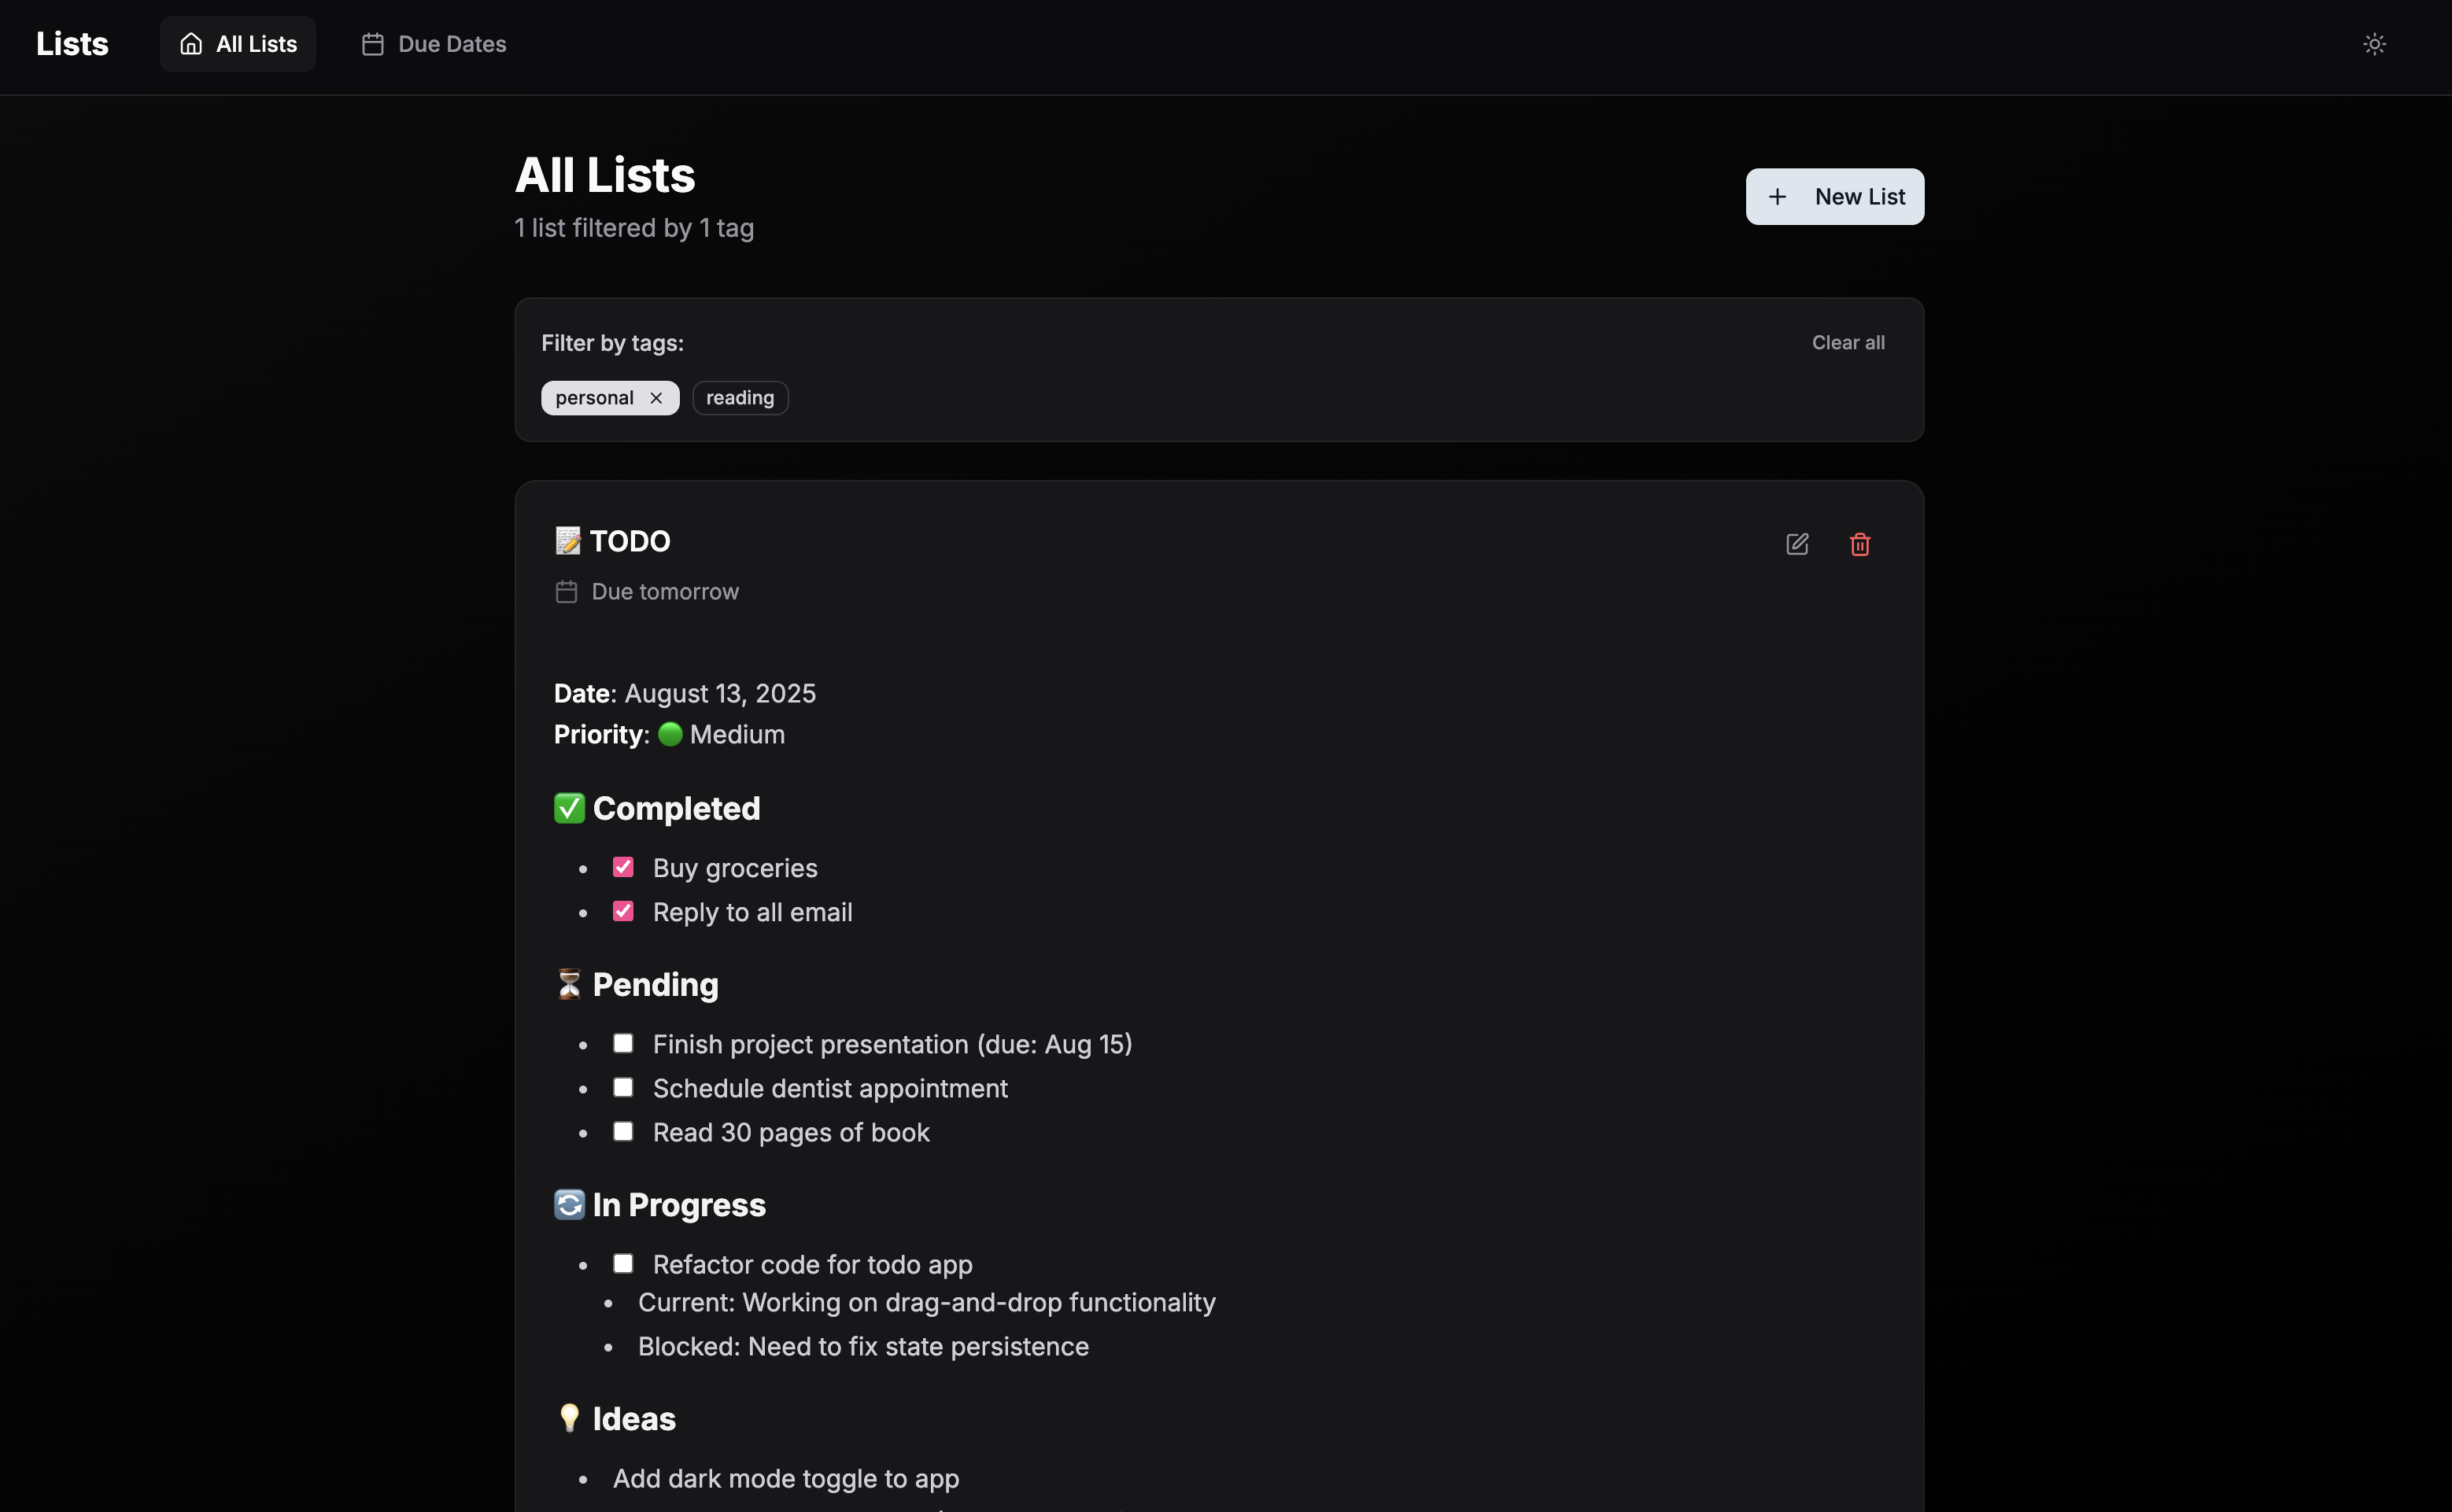 Lists All Lists Due Dates
All Lists
1 list filtered by 1 tag
New List
Filter by tags:
Clear all
personal reading
TODO
Due tomorrow
Date: August 13, 2025
Priority: 🟢 Medium
✅ Completed
Buy groceries
Reply to all email
⏳ Pending
Finish project presentation (due: Aug 15)
Schedule dentist appointment
Read 30 pages of book
🔄 In Progress
Refactor code for todo app
Current: Working on drag-and-drop functionality
Blocked: Need to fix state persistence
💡 Ideas
Add dark mode toggle to app